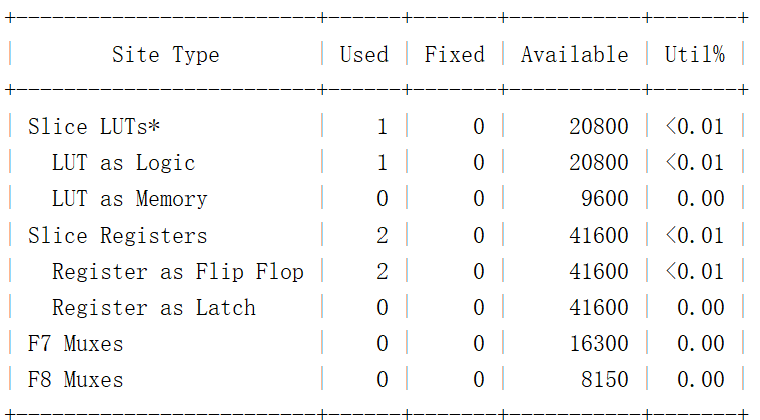 +-------------------------+------+-------+-----------+-------+
|        Site Type        | Used | Fixed | Available | Util% |
+-------------------------+------+-------+-----------+-------+
| Slice LUTs*             |    1 |     0 |     20800 | <0.01 |
|   LUT as Logic          |    1 |     0 |     20800 | <0.01 |
|   LUT as Memory         |    0 |     0 |      9600 |  0.00 |
| Slice Registers         |    2 |     0 |     41600 | <0.01 |
|   Register as Flip Flop |    2 |     0 |     41600 | <0.01 |
|   Register as Latch     |    0 |     0 |     41600 |  0.00 |
| F7 Muxes                |    0 |     0 |     16300 |  0.00 |
| F8 Muxes                |    0 |     0 |      8150 |  0.00 |
+-------------------------+------+-------+-----------+-------+